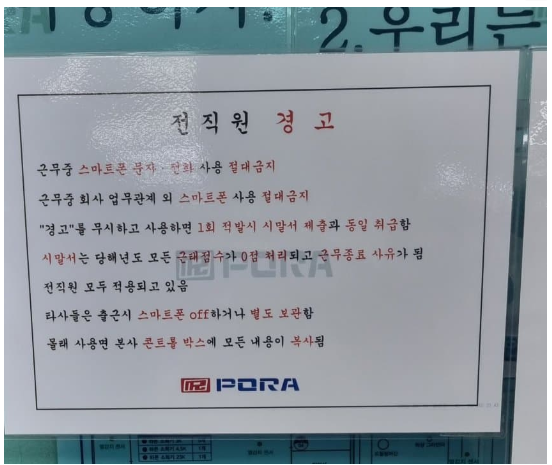 2. 우리는
전직원 경고
근무중 스마트폰 문자·전화 사용 절대금지
근무중 회사 업무관계 외 스마트폰 사용 절대금지
"경고"를 무시하고 사용하면 1회 적발시 시말서 제출과 동일 취급함
시말서는 당해년도 모든 근태점수가 0점 처리되고 근무종료 사유가 됨
전직원 모두 적용되고 있음
타사들은 출근시 스마트폰 off하거나 별도 보관함
몰래 사용면 본사 콘트롤 박스에 모든 내용이 복사됨
PORA
PORA